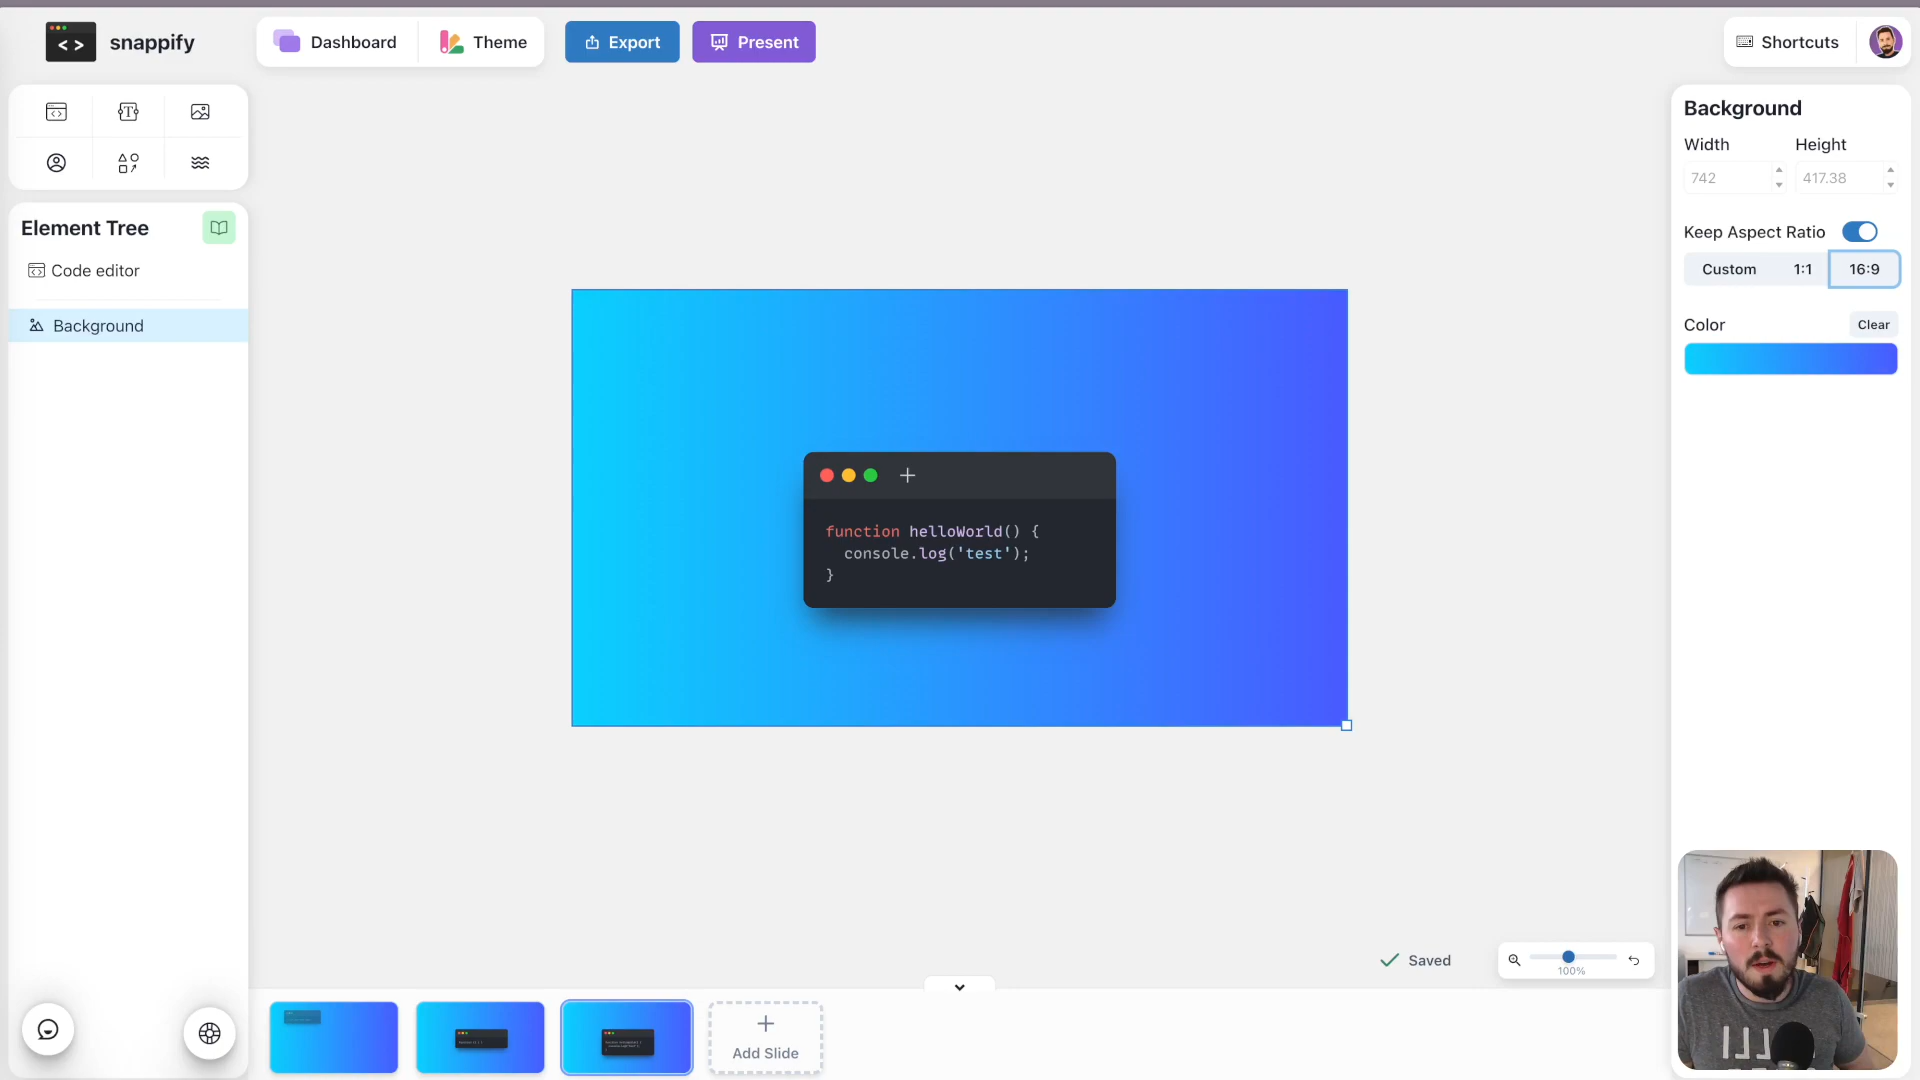 snappify
Dashboard
Theme
Export
Present
Shortcuts
Element Tree
Code editor
Background
Background
Width
Height
742
417.38
Keep Aspect Ratio
Custom
1:1
16:9
Color
Clear
function helloWorld() {
console.log('test');
}
Saved
100%
Add Slide